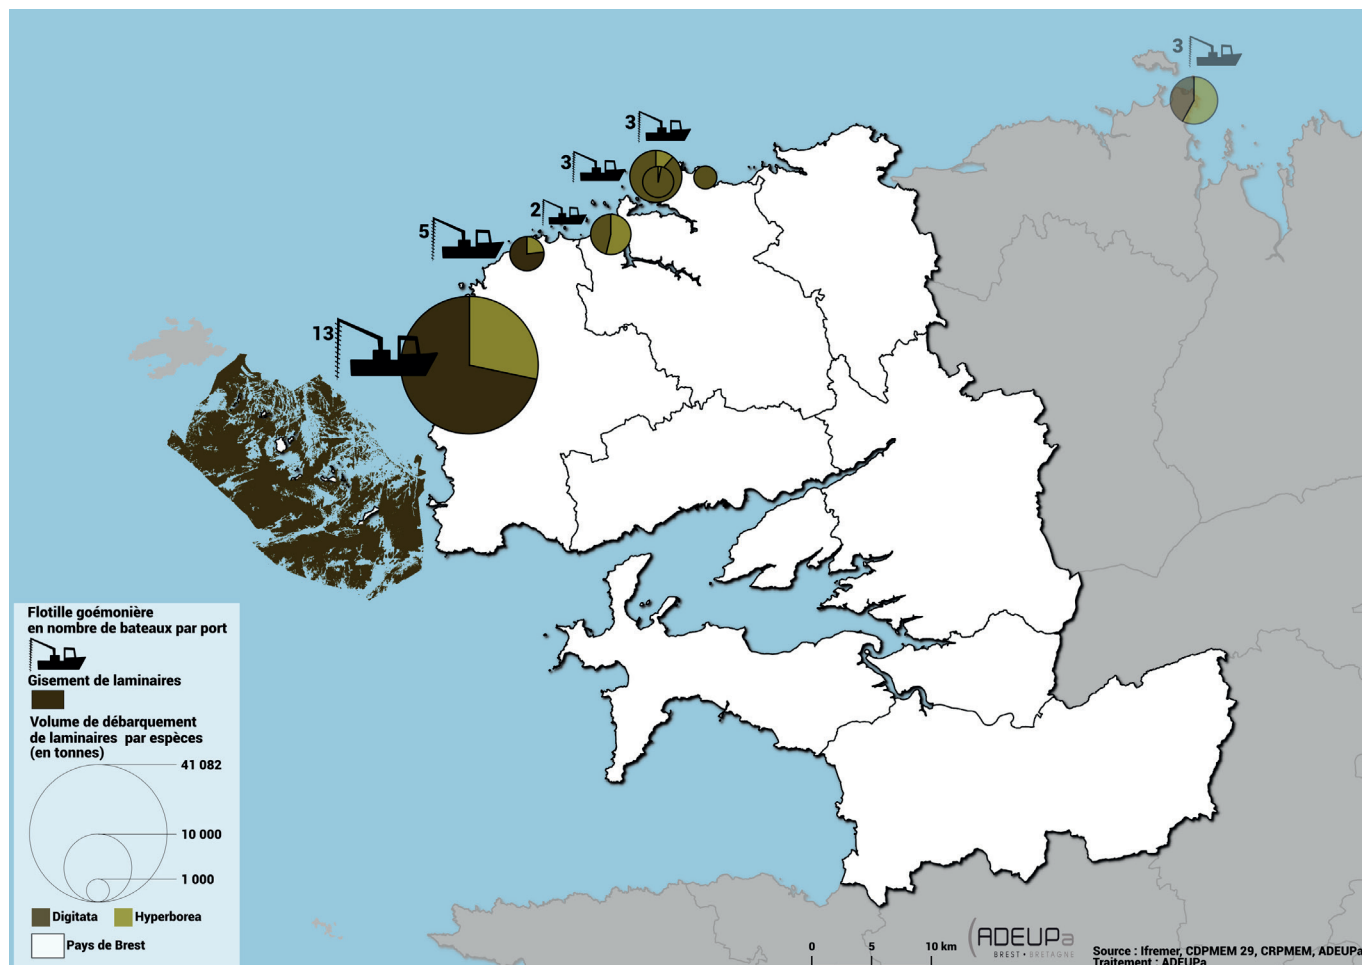 3
3
3
2
5
13
Flotille goémonière
en nombre de bateaux par port
Gisement de laminaires
Volume de débarquement
de laminaires par espèces
(en tonnes)
41 082
10 000
1 000
Digitata
Hyperborea
Pays de Brest
0 5 10 km
ADEUPa
BREST • BRETAGNE
Source : Ifremer, CDPMEM 29, CRPMEM, ADEUPa
Traitement : ADEUPa